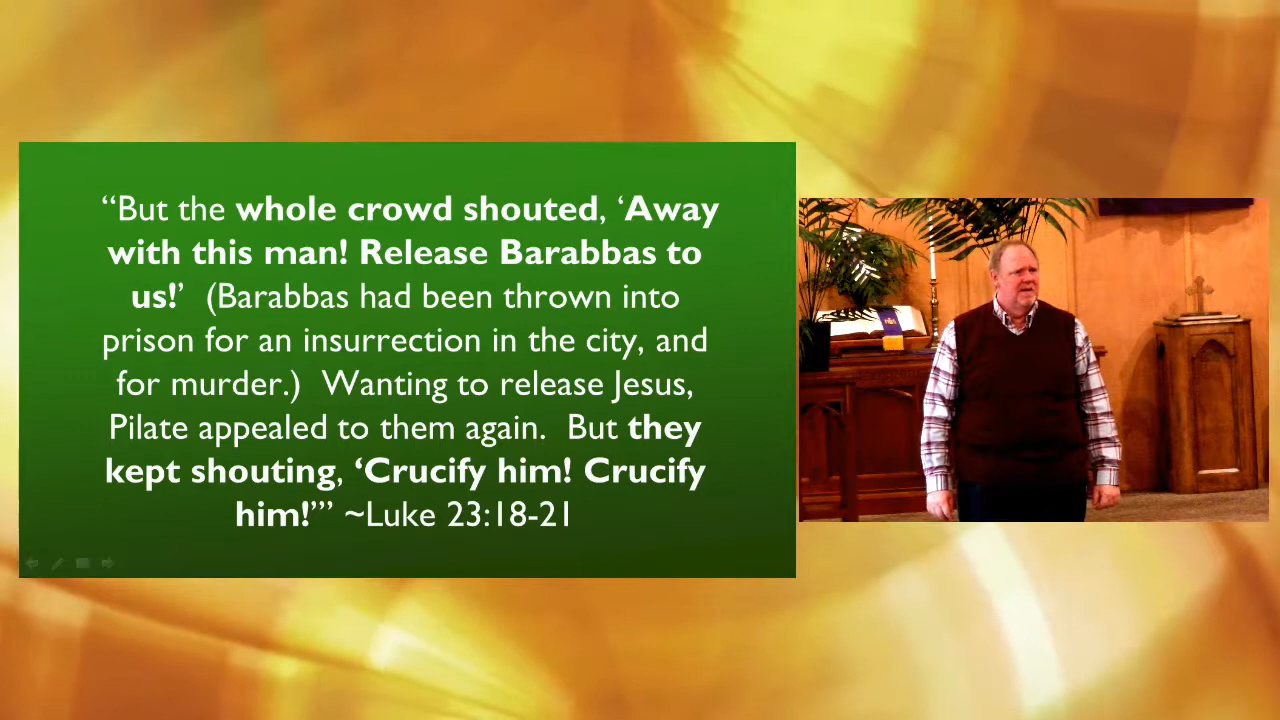 “But the whole crowd shouted, ‘Away
with this man! Release Barabbas to
us!’  (Barabbas had been thrown into
prison for an insurrection in the city, and
for murder.)  Wanting to release Jesus,
Pilate appealed to them again.  But they
kept shouting, ‘Crucify him! Crucify
him!’” ~Luke 23:18-21